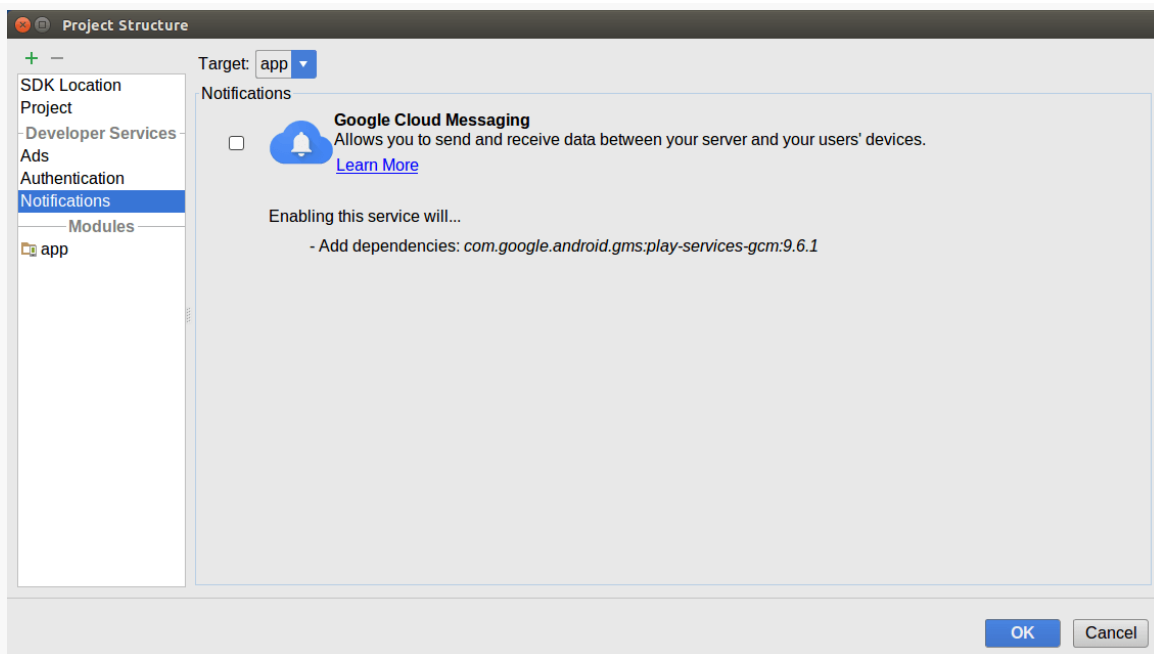 Project Structure
+ −
SDK Location
Project
Developer Services
Ads
Authentication
Notifications
Modules
app
Target: app
Notifications
Google Cloud Messaging
Allows you to send and receive data between your server and your users' devices.
Learn More
Enabling this service will...
- Add dependencies: com.google.android.gms:play-services-gcm:9.6.1
OK Cancel